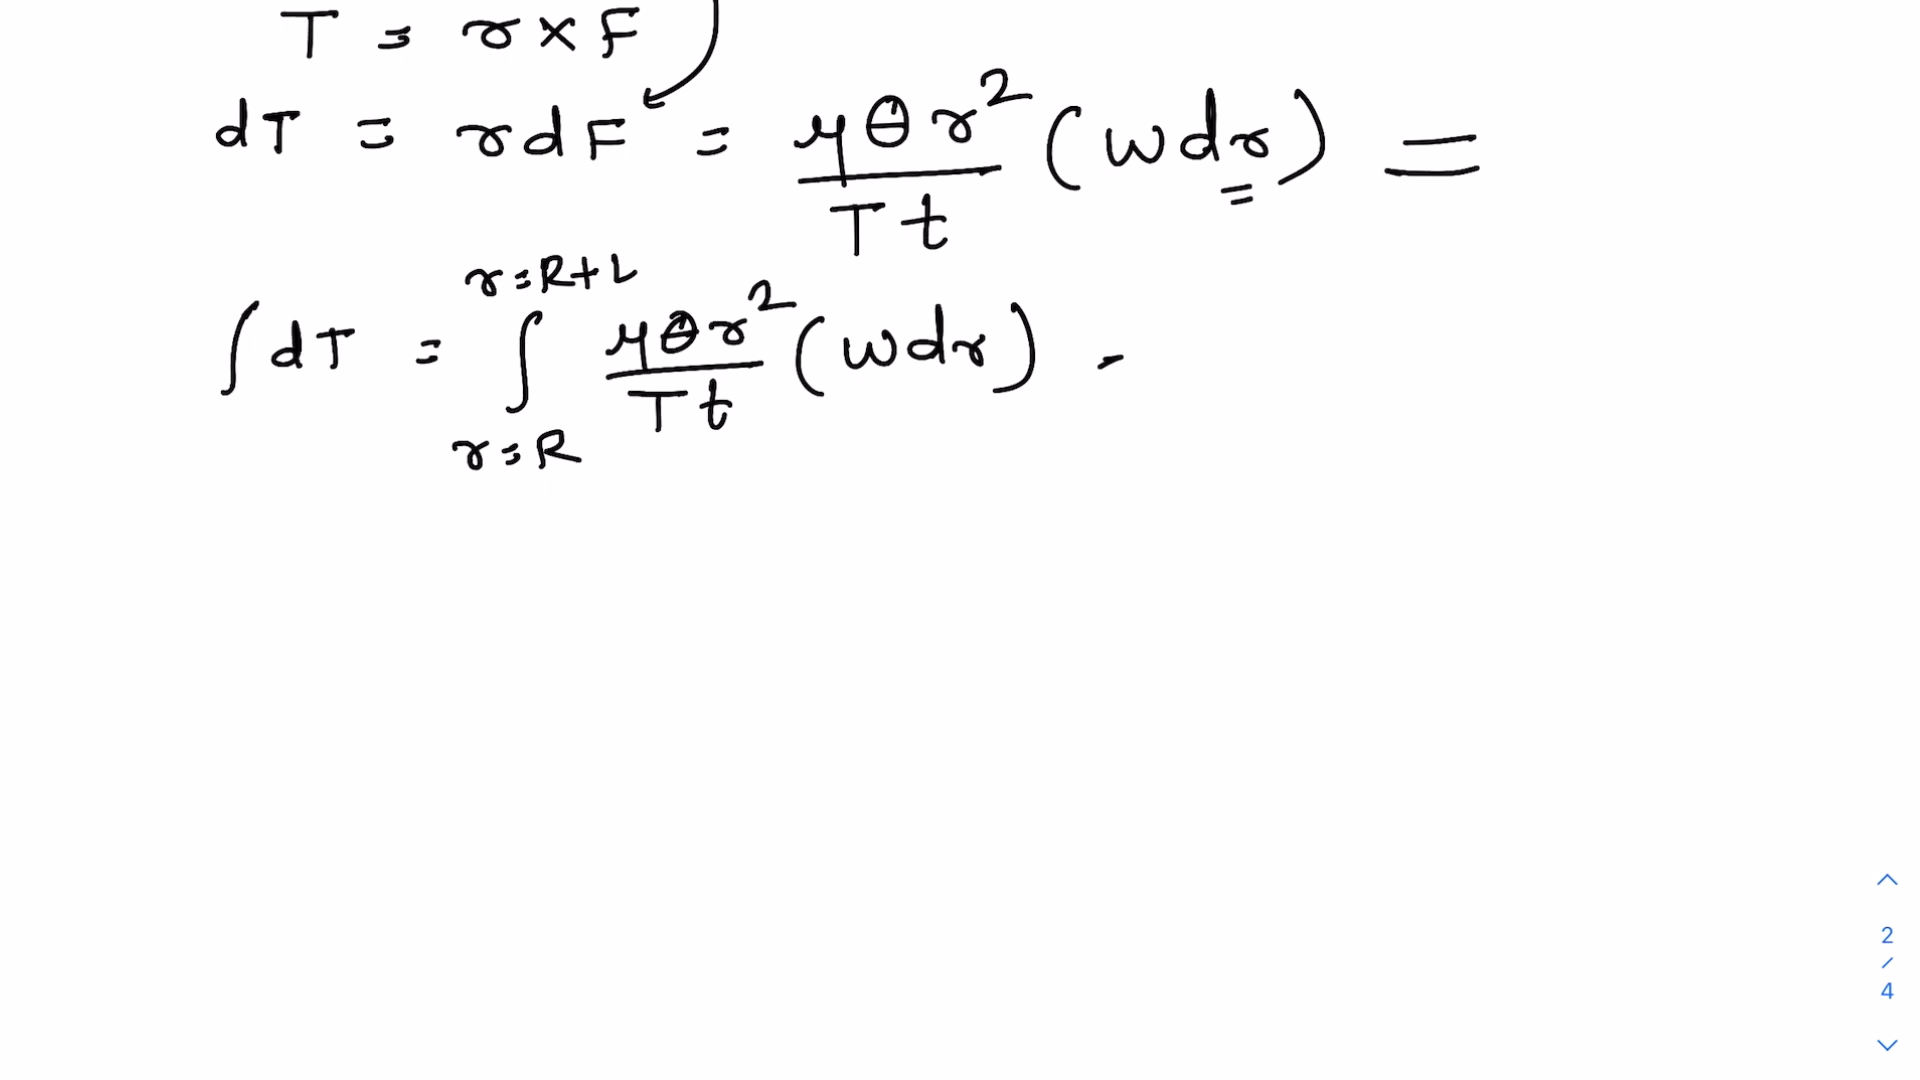 T = r × F
dT = r dF = μθr²/Tt (w dr) =
r = R + L
∫ dT = ∫ μθr²/Tt (w dr) -
r = R
2
/
4